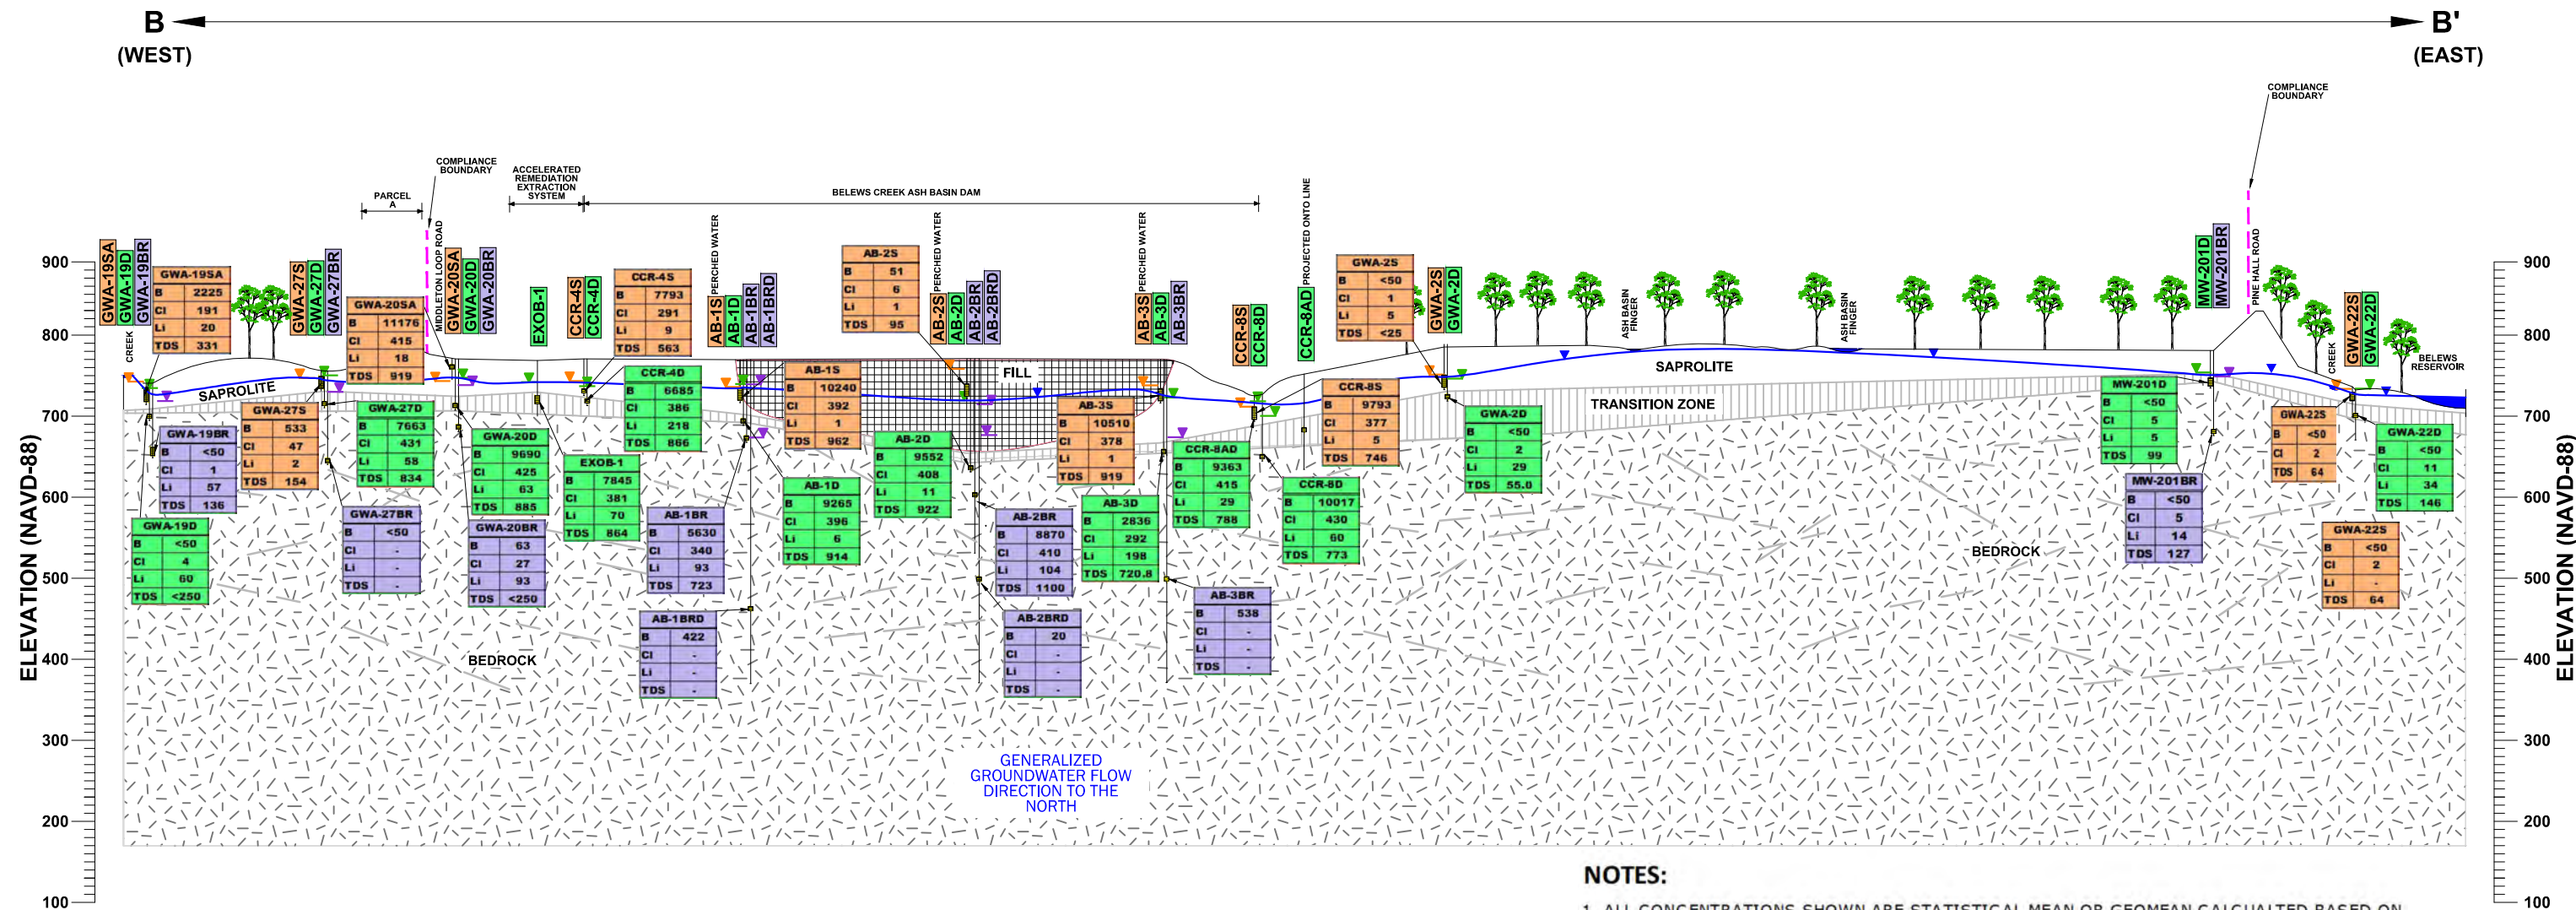 B
(WEST)
B'
(EAST)
COMPLIANCE
BOUNDARY
COMPLIANCE
BOUNDARY
ACCELERATED
REMEDIATION
EXTRACTION
SYSTEM
PARCEL
A
BELEWS CREEK ASH BASIN DAM
ELEVATION (NAVD-88)
900
800
700
600
500
400
300
200
100
GWA-19SA
GWA-19D
GWA-19BR
CREEK
GWA-27S
GWA-27D
GWA-27BR
MIDDLETON LOOP ROAD
GWA-20SA
GWA-20D
GWA-20BR
EXOB-1
CCR-4S
CCR-4D
AB-1S
AB-1D
AB-1BR
AB-1BRD
PERCHED WATER
AB-2S
AB-2D
AB-2BR
AB-2BRD
PERCHED WATER
AB-3S
AB-3D
AB-3BR
PERCHED WATER
CCR-8S
CCR-8D
CCR-8AD
PROJECTED ONTO LINE
GWA-2S
GWA-2D
ASH BASIN
FINGER
ASH BASIN
FINGER
MW-201D
MW-201BR
PINE HALL ROAD
CREEK
GWA-22S
GWA-22D
BELEWS
RESERVOIR
GWA-19SA
B 2225
Cl 191
Li 20
TDS 331
GWA-20SA
B 11176
Cl 415
Li 18
TDS 919
CCR-4S
B 7793
Cl 291
Li 9
TDS 563
AB-2S
B 51
Cl 6
Li 1
TDS 95
GWA-2S
B <50
Cl 1
Li 5
TDS <25
SAPROLITE
FILL
SAPROLITE
TRANSITION ZONE
GWA-27S
B 533
Cl 47
Li 2
TDS 154
GWA-27D
B 7663
Cl 431
Li 58
TDS 834
CCR-4D
B 6685
Cl 386
Li 218
TDS 866
AB-1S
B 10240
Cl 392
Li 1
TDS 962
AB-3S
B 10510
Cl 378
Li 1
TDS 919
CCR-8S
B 9793
Cl 377
Li 5
TDS 746
GWA-2D
B <50
Cl 2
Li 29
TDS 55.0
MW-201D
B <50
Cl 5
Li 5
TDS 99
GWA-22S
B <50
Cl 2
TDS 64
GWA-22D
B <50
Cl 11
Li 34
TDS 146
GWA-19BR
B <50
Cl 1
Li 57
TDS 136
GWA-20D
B 9690
Cl 425
Li 63
TDS 885
EXOB-1
B 7845
Cl 381
Li 70
TDS 864
AB-2D
B 9552
Cl 408
Li 11
TDS 922
CCR-8AD
B 9363
Cl 415
Li 29
TDS 788
GWA-19D
B <50
Cl 4
Li 60
TDS <250
GWA-27BR
B <50
Cl -
Li -
TDS -
GWA-20BR
B 63
Cl 27
Li 93
TDS <250
AB-1BR
B 5630
Cl 340
Li 93
TDS 723
AB-1D
B 9265
Cl 396
Li 6
TDS 914
AB-2BR
B 8870
Cl 410
Li 104
TDS 1100
AB-3D
B 2836
Cl 292
Li 198
TDS 720.8
CCR-8D
B 10017
Cl 430
Li 60
TDS 773
MW-201BR
B <50
Cl 5
Li 14
TDS 127
GWA-22S
B <50
Cl 2
Li -
TDS 64
AB-1BRD
B 422
Cl -
Li -
TDS -
AB-2BRD
B 20
Cl -
Li -
TDS -
AB-3BR
B 538
Cl -
Li -
TDS -
BEDROCK
BEDROCK
GENERALIZED
GROUNDWATER FLOW
DIRECTION TO THE
NORTH
900
800
700
600
500
400
300
200
100
ELEVATION (NAVD-88)
NOTES:
1. ALL CONCENTRATIONS SHOWN ARE STATISTICAL MEAN OR GEOMEAN CALCUALTED BASED ON